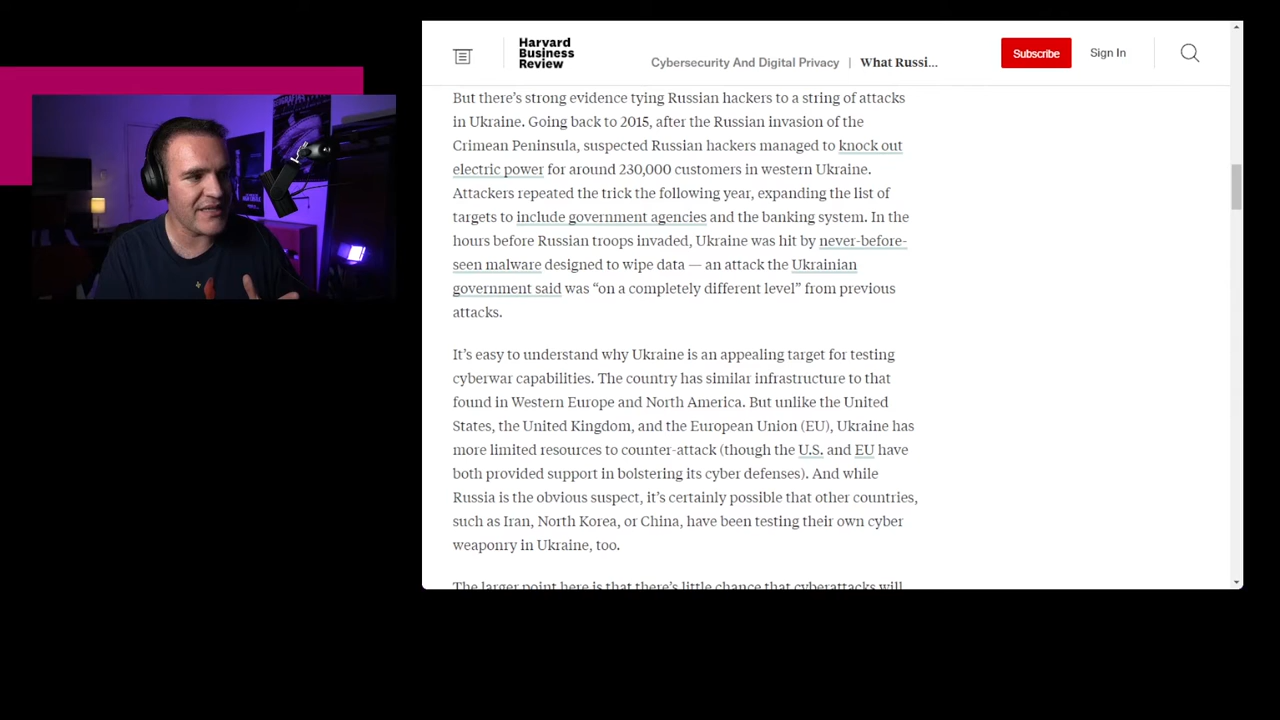 Harvard
Business
Review
Cybersecurity And Digital Privacy | What Russi...
Subscribe
Sign In
But there’s strong evidence tying Russian hackers to a string of attacks
in Ukraine. Going back to 2015, after the Russian invasion of the
Crimean Peninsula, suspected Russian hackers managed to knock out
electric power for around 230,000 customers in western Ukraine.
Attackers repeated the trick the following year, expanding the list of
targets to include government agencies and the banking system. In the
hours before Russian troops invaded, Ukraine was hit by never-before-
seen malware designed to wipe data — an attack the Ukrainian
government said was “on a completely different level” from previous
attacks.
It’s easy to understand why Ukraine is an appealing target for testing
cyberwar capabilities. The country has similar infrastructure to that
found in Western Europe and North America. But unlike the United
States, the United Kingdom, and the European Union (EU), Ukraine has
more limited resources to counter-attack (though the U.S. and EU have
both provided support in bolstering its cyber defenses). And while
Russia is the obvious suspect, it’s certainly possible that other countries,
such as Iran, North Korea, or China, have been testing their own cyber
weaponry in Ukraine, too.
The larger point here is that there’s little chance that cyberattacks will